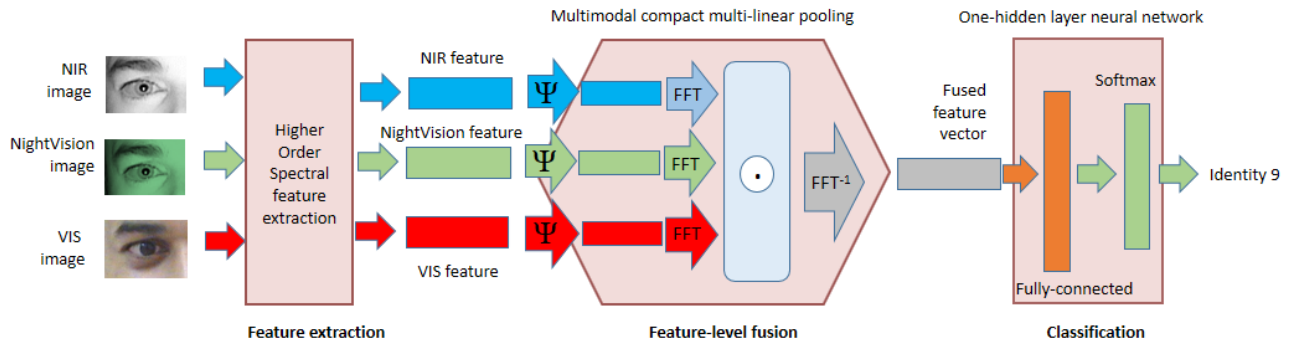 Multimodal compact multi-linear pooling
One-hidden layer neural network
NIR
image
NightVision
image
VIS
image
Higher
Order
Spectral
feature
extraction
NIR feature
NightVision feature
VIS feature
Ψ
FFT
Ψ
FFT
Ψ
FFT
.
FFT⁻¹
Fused
feature
vector
Softmax
Fully-connected
Identity 9
Feature extraction
Feature-level fusion
Classification